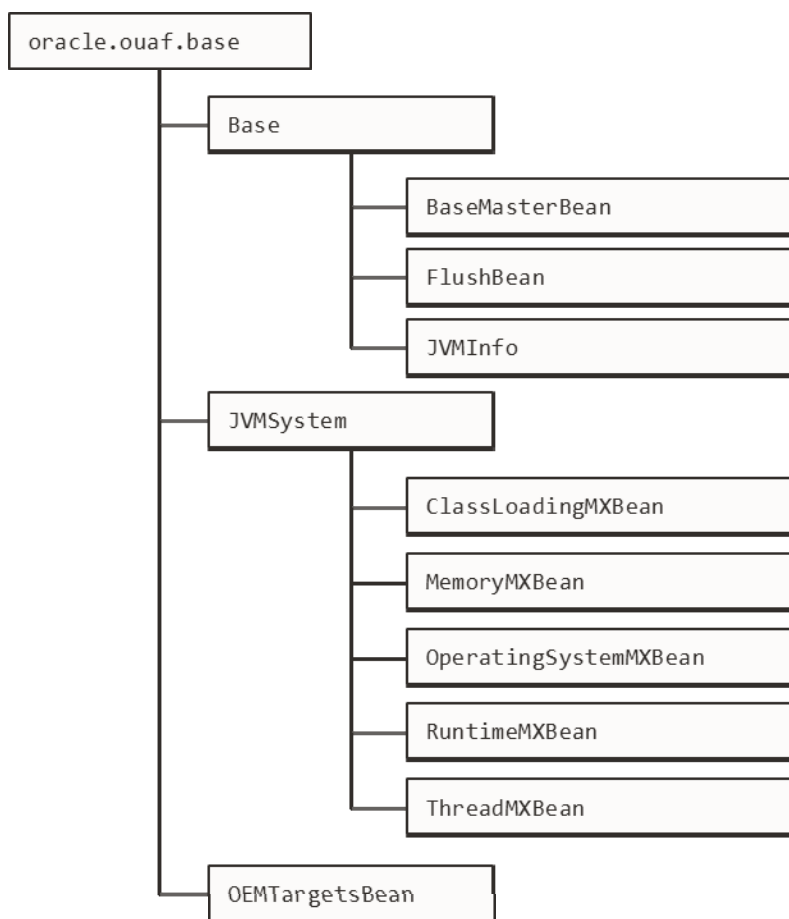 oracle.ouaf.base
Base
BaseMasterBean
FlushBean
JVMInfo
JVMSystem
ClassLoadingMXBean
MemoryMXBean
OperatingSystemMXBean
RuntimeMXBean
ThreadMXBean
OEMTargetsBean